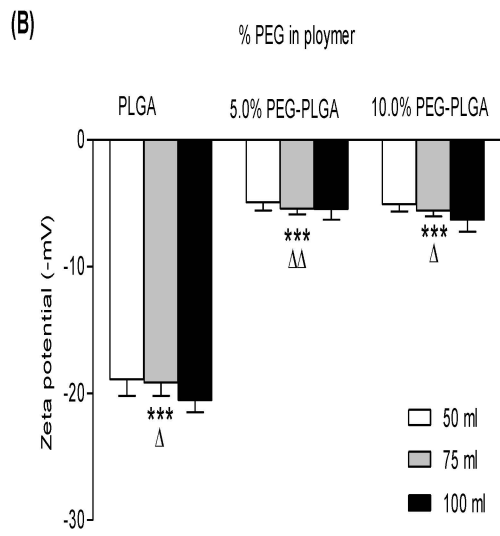 (B)
% PEG in ploymer
PLGA 5.0% PEG-PLGA 10.0% PEG-PLGA
0
-10
-20
-30
Zeta potential (-mV)
***
ΔΔ
***
Δ
***
Δ
50 ml
75 ml
100 ml